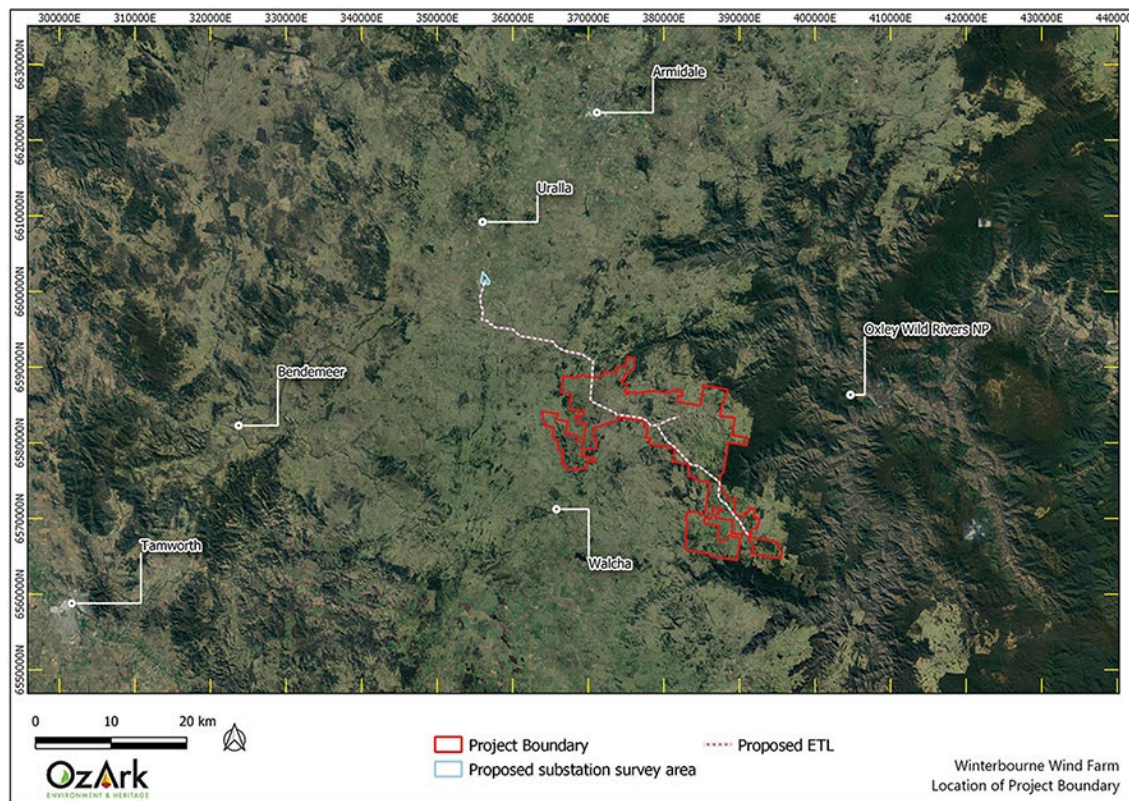 300000E 310000E 320000E 330000E 340000E 350000E 360000E 370000E 380000E 390000E 400000E 410000E 420000E 430000E
6630000N
6620000N
6610000N
6600000N
6590000N
6580000N
6570000N
6560000N
6550000N
Armidale
Uralla
Oxley Wild Rivers NP
Bendemeer
Tamworth
Walcha
0 10 20 km
Project Boundary
Proposed ETL
Proposed substation survey area
OzArk
ENVIRONMENT & HERITAGE
Winterbourne Wind Farm
Location of Project Boundary